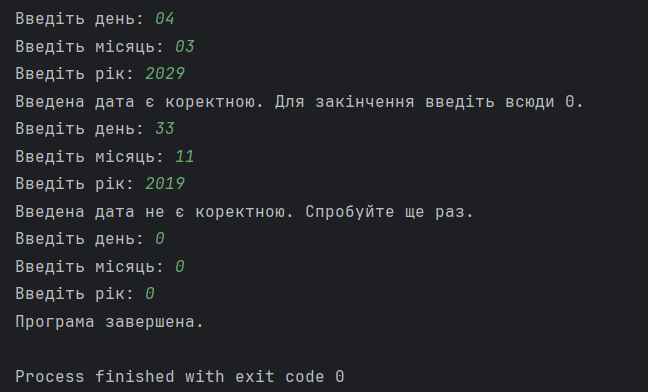 Введіть день: 04
Введіть місяць: 03
Введіть рік: 2029
Введена дата є коректною. Для закінчення введіть всюди 0.
Введіть день: 33
Введіть місяць: 11
Введіть рік: 2019
Введена дата не є коректною. Спробуйте ще раз.
Введіть день: 0
Введіть місяць: 0
Введіть рік: 0
Програма завершена.
Process finished with exit code 0